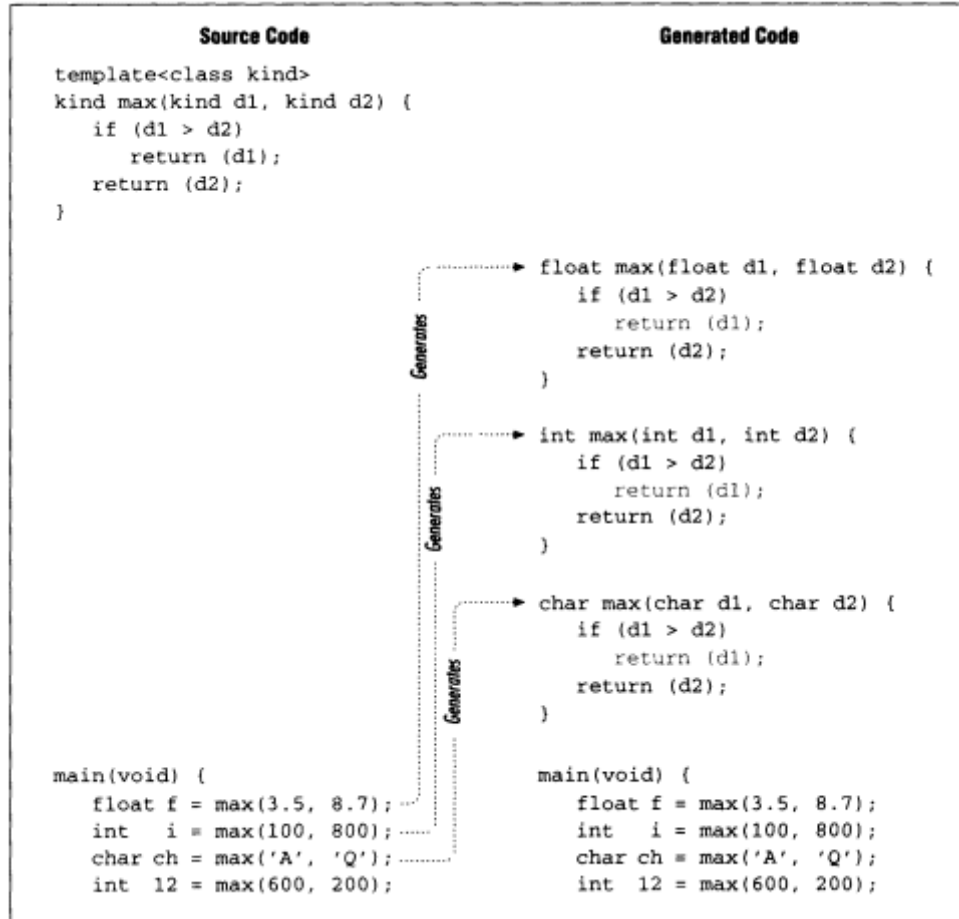 Source Code
template<class kind>
kind max(kind d1, kind d2) {
if (d1 > d2)
return (d1);
return (d2);
}
main(void) {
float f = max(3.5, 8.7);
int i = max(100, 800);
char ch = max('A', 'Q');
int 12 = max(600, 200);
Generates
Generates
Generates
Generated Code
float max(float d1, float d2) {
if (d1 > d2)
return (d1);
return (d2);
}
int max(int d1, int d2) {
if (d1 > d2)
return (d1);
return (d2);
}
char max(char d1, char d2) {
if (d1 > d2)
return (d1);
return (d2);
}
main(void) {
float f = max(3.5, 8.7);
int i = max(100, 800);
char ch = max('A', 'Q');
int 12 = max(600, 200);